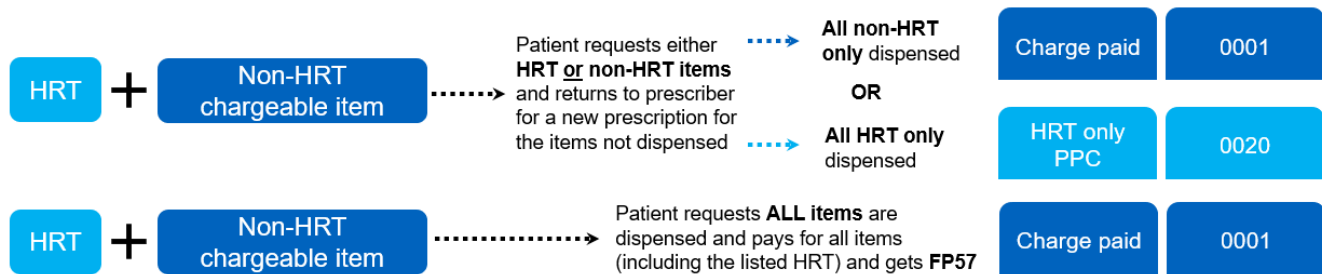 HRT
+
Non-HRT
chargeable item
Patient requests either
HRT or non-HRT items
and returns to prescriber
for a new prescription for
the items not dispensed
All non-HRT
only dispensed
OR
All HRT only
dispensed
Charge paid
0001
HRT only
PPC
0020
HRT
+
Non-HRT
chargeable item
Patient requests ALL items are
dispensed and pays for all items
(including the listed HRT) and gets FP57
Charge paid
0001